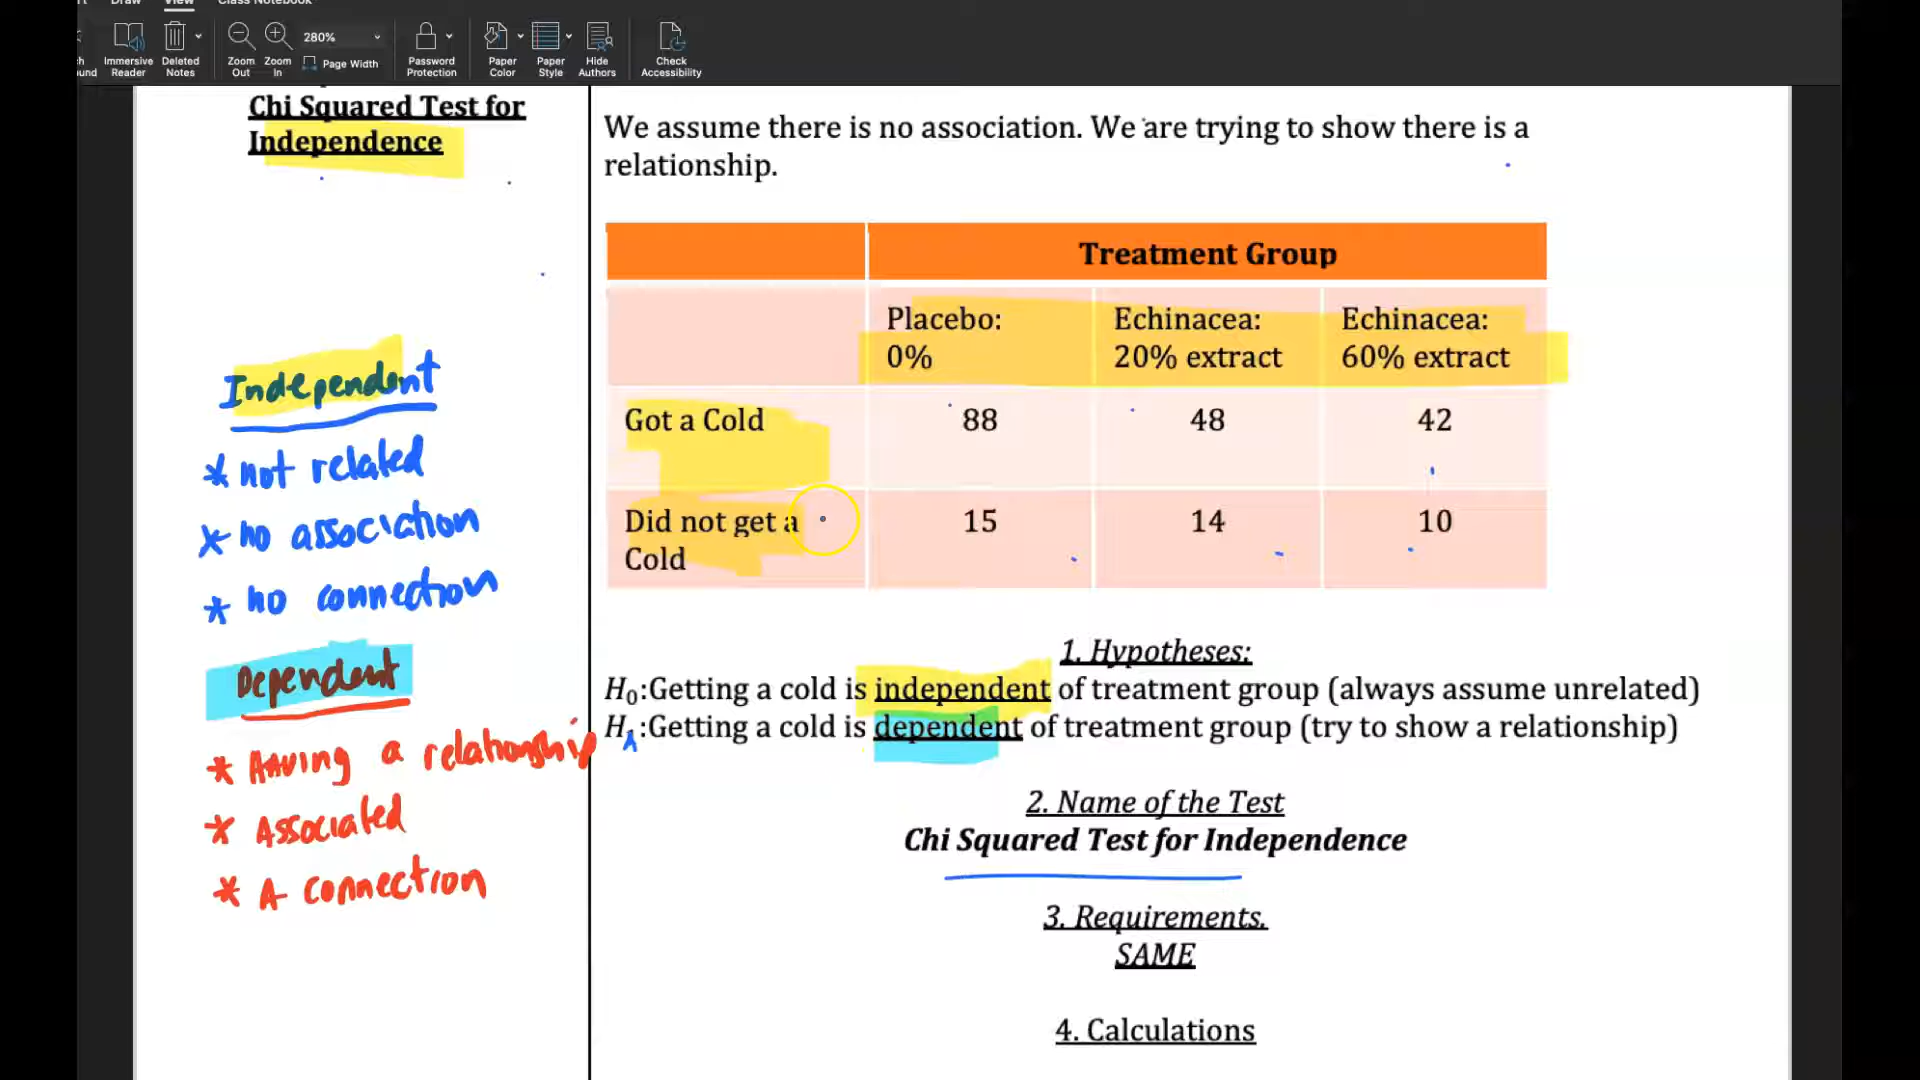 Draw View Class Notebook
Immersive Reader
Deleted Notes
Zoom Out
Zoom In
280%
Page Width
Password Protection
Paper Color
Paper Style
Hide Authors
Check Accessibility
Chi Squared Test for
Independence
We assume there is no association. We are trying to show there is a
relationship.
Treatment Group
Placebo: 0%
Echinacea: 20% extract
Echinacea: 60% extract
Got a Cold 88 48 42
Did not get a Cold 15 14 10
Independent
* not related
* no association
* no connection
Dependent
* Having a relationship
* Associated
* A connection
1. Hypotheses:
H₀:Getting a cold is independent of treatment group (always assume unrelated)
H_A:Getting a cold is dependent of treatment group (try to show a relationship)
2. Name of the Test
Chi Squared Test for Independence
3. Requirements.
SAME
4. Calculations